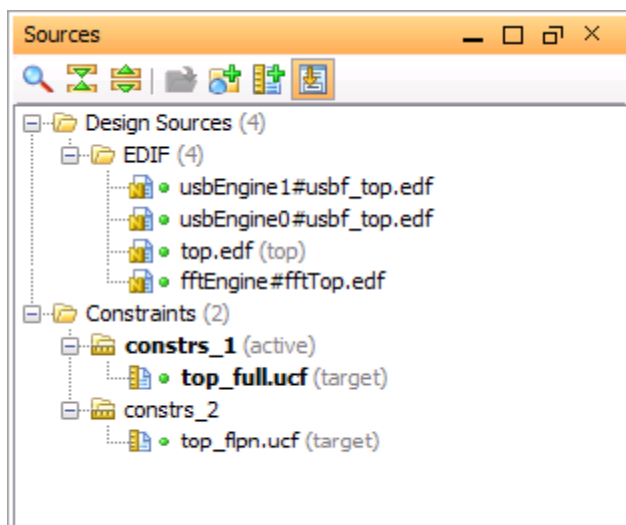 Sources
Design Sources (4)
EDIF (4)
usbEngine1#usbf_top.edf
usbEngine0#usbf_top.edf
top.edf (top)
fftEngine#fftTop.edf
Constraints (2)
constrs_1 (active)
top_full.ucf (target)
constrs_2
top_flpn.ucf (target)